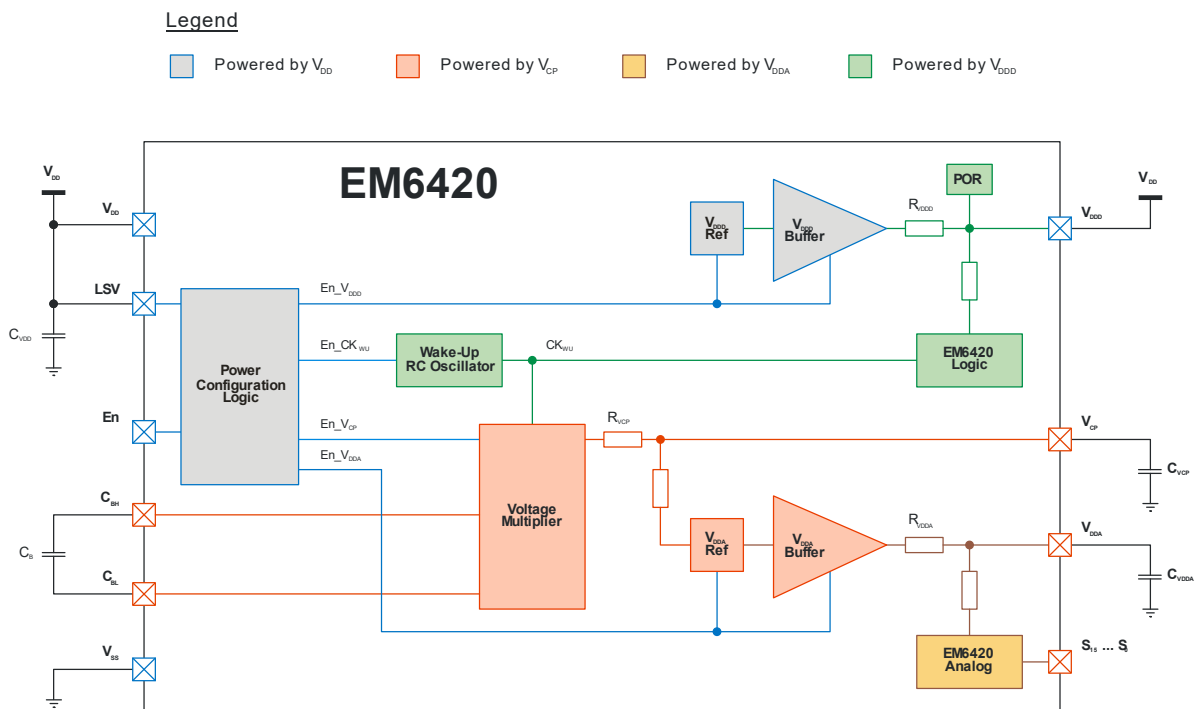 Legend
Powered by VDD
Powered by VCP
Powered by VDDA
Powered by VDDD
EM6420
VDD
VDD
LSV
CVDD
En
CBH
CB
CBL
VSS
Power
Configuration
Logic
En_VDDD
En_CKWU
En_VCP
En_VDDA
Wake-Up
RC Oscillator
CKWU
Voltage
Multiplier
VDDD
Ref
VDDD
Buffer
RVDDD
POR
EM6420
Logic
RVCP
VDDA
Ref
VDDA
Buffer
RVDDA
EM6420
Analog
VDD
VDDD
VCP
CVCP
VDDA
CVDDA
S15 ... S0